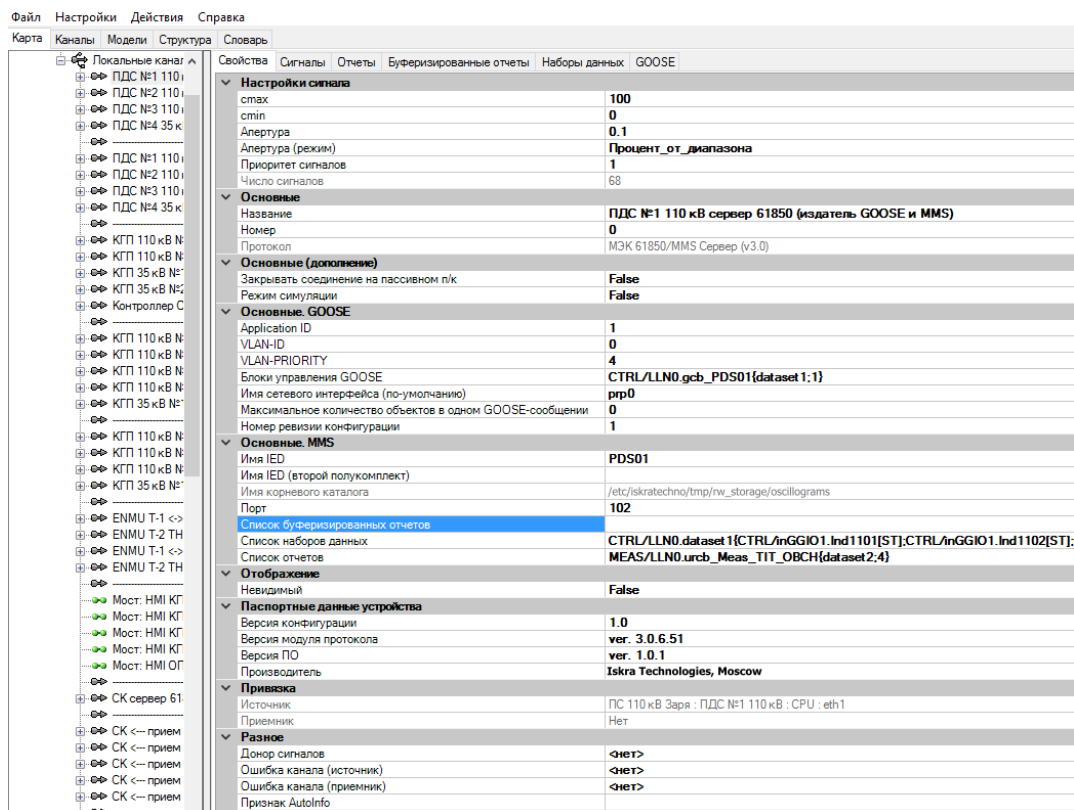 Файл Настройки Действия Справка
Карта Каналы Модели Структура Словарь
Локальные канал
ПДС №1 110
ПДС №2 110
ПДС №3 110
ПДС №4 35 к
ПДС №1 110
ПДС №2 110
ПДС №3 110
ПДС №4 35 к
КГП 110 кВ
КГП 110 кВ
КГП 35 кВ №
КГП 35 кВ №2
Контроллер С
КГП 110 кВ
КГП 110 кВ
КГП 110 кВ
КГП 110 кВ
КГП 35 кВ №
КГП 110 кВ
КГП 110 кВ
КГП 110 кВ
КГП 35 кВ №
ENMU T-1 <->
ENMU T-2 TH
ENMU T-1 <->
ENMU T-2 TH
Мост: HMI КГ
Мост: HMI КГ
Мост: HMI КГ
Мост: HMI КГ
Мост: HMI ОП
СК сервер 61
СК <-- прием
СК <-- прием
СК <-- прием
СК <-- прием
СК <-- прием
Свойства Сигналы Отчеты Буферизированные отчеты Наборы данных GOOSE
Настройки сигнала
cmax 100
cmin 0
Апертура 0.1
Апертура (режим) Процент_от_диапазона
Приоритет сигналов 1
Число сигналов 68
Основные
Название ПДС №1 110 кВ сервер 61850 (издатель GOOSE и MMS)
Номер 0
Протокол МЭК 61850/MMS Сервер (v3.0)
Основные (дополнение)
Закрывать соединение на пассивном п/к False
Режим симуляции False
Основные. GOOSE
Application ID 1
VLAN-ID 0
VLAN-PRIORITY 4
Блоки управления GOOSE CTRL/LLN0.gcb_PDS01{dataset1;1}
Имя сетевого интерфейса (по-умолчанию) prp0
Максимальное количество объектов в одном GOOSE-сообщении 0
Номер ревизии конфигурации 1
Основные. MMS
Имя IED PDS01
Имя IED (второй полукомплект)
Имя корневого каталога /etc/iskratechno/tmp/rw_storage/oscillograms
Порт 102
Список буферизированных отчетов
Список наборов данных CTRL/LLN0.dataset1{CTRL/inGGIO1.Ind1101[ST];CTRL/inGGIO1.Ind1102[ST];
Список отчетов MEAS/LLN0.urcb_Meas_TIT_OBCH{dataset2;4}
Отображение
Невидимый False
Паспортные данные устройства
Версия конфигурации 1.0
Версия модуля протокола ver. 3.0.6.51
Версия ПО ver. 1.0.1
Производитель Iskra Technologies, Moscow
Привязка
Источник ПС 110 кВ Заря : ПДС №1 110 кВ : CPU : eth1
Приемник Нет
Разное
Донор сигналов <нет>
Ошибка канала (источник) <нет>
Ошибка канала (приемник) <нет>
Признак AutoInfo